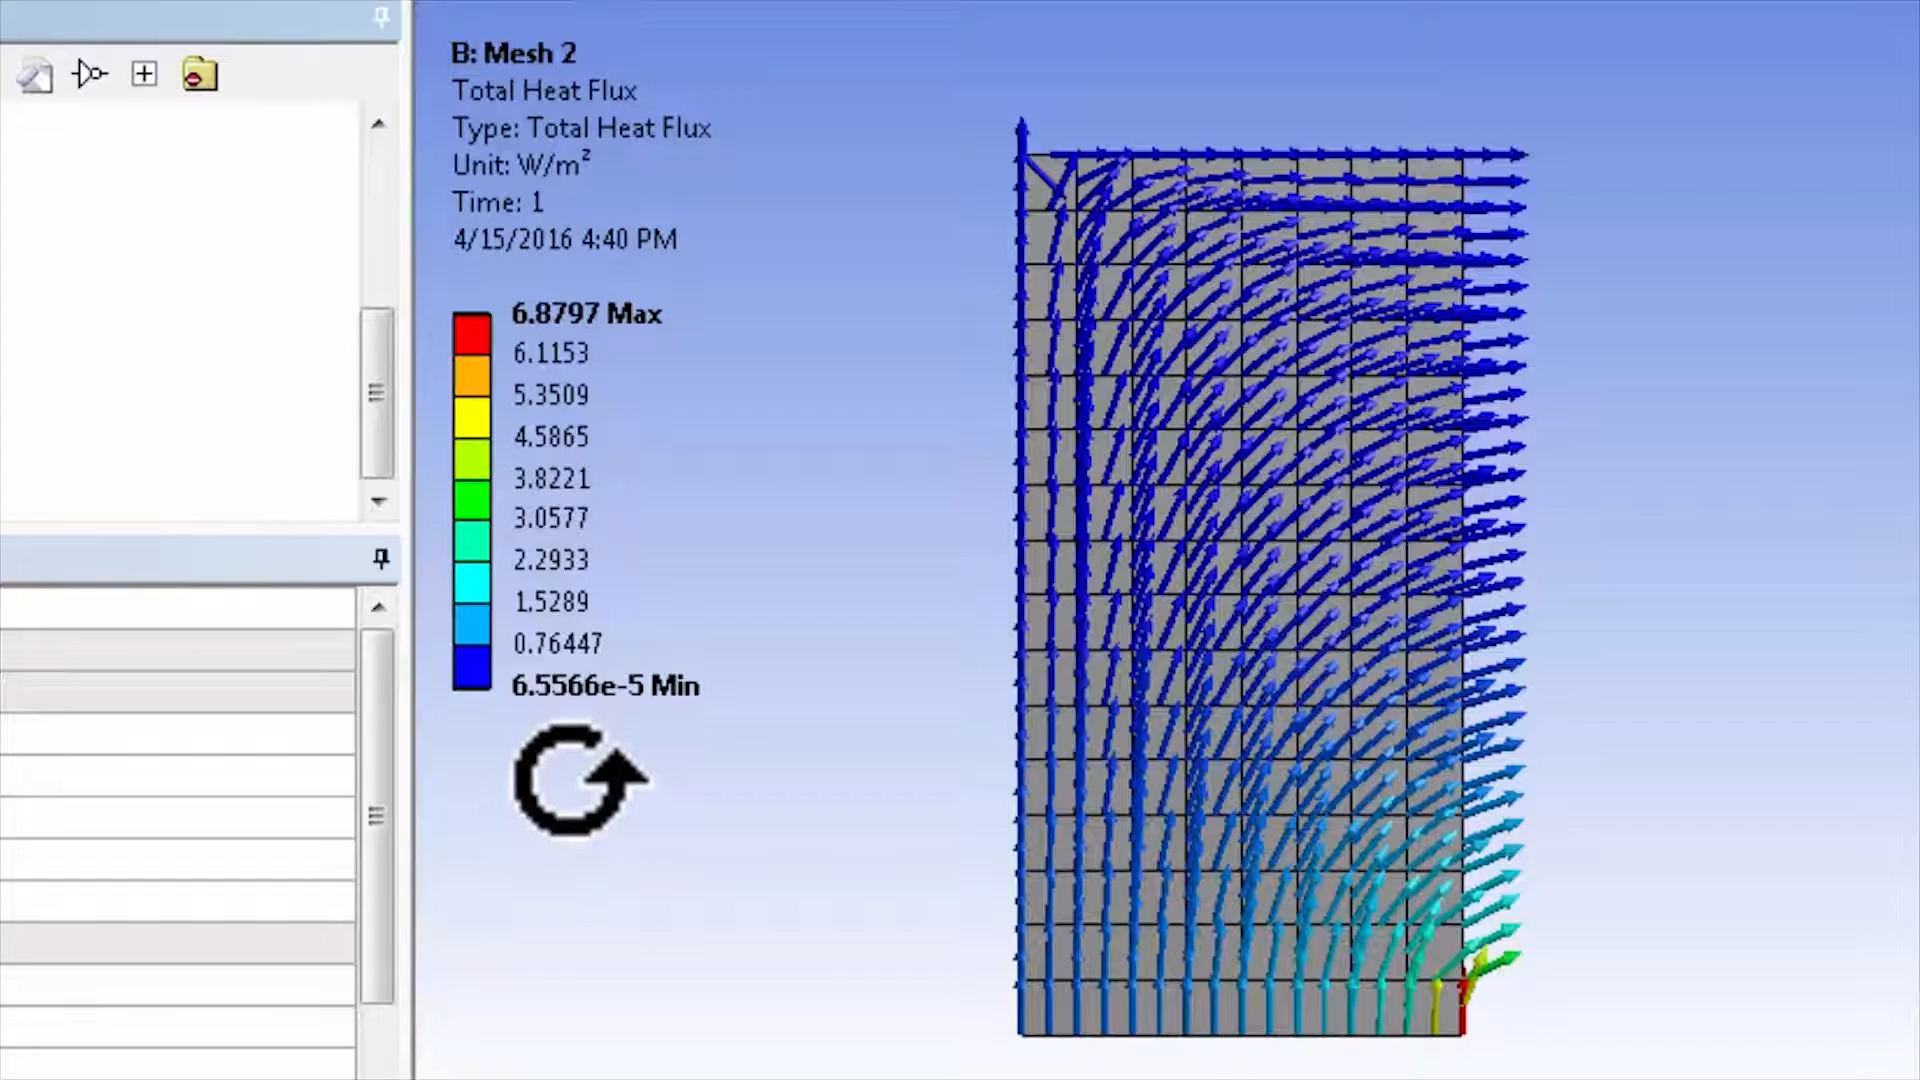 B: Mesh 2
Total Heat Flux
Type: Total Heat Flux
Unit: W/m²
Time: 1
4/15/2016 4:40 PM
6.8797 Max
6.1153
5.3509
4.5865
3.8221
3.0577
2.2933
1.5289
0.76447
6.5566e-5 Min